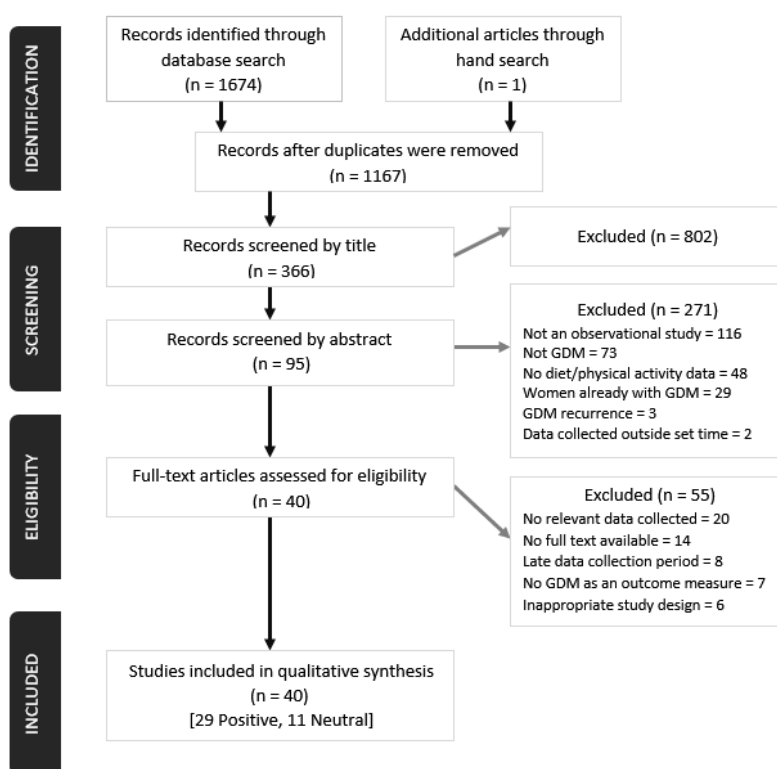 IDENTIFICATION
Records identified through
database search
(n = 1674)
Additional articles through
hand search
(n = 1)
Records after duplicates were removed
(n = 1167)
SCREENING
Records screened by title
(n = 366)
Excluded (n = 802)
Records screened by abstract
(n = 95)
Excluded (n = 271)
Not an observational study = 116
Not GDM = 73
No diet/physical activity data = 48
Women already with GDM = 29
GDM recurrence = 3
Data collected outside set time = 2
ELIGIBILITY
Full-text articles assessed for eligibility
(n = 40)
Excluded (n = 55)
No relevant data collected = 20
No full text available = 14
Late data collection period = 8
No GDM as an outcome measure = 7
Inappropriate study design = 6
INCLUDED
Studies included in qualitative synthesis
(n = 40)
[29 Positive, 11 Neutral]